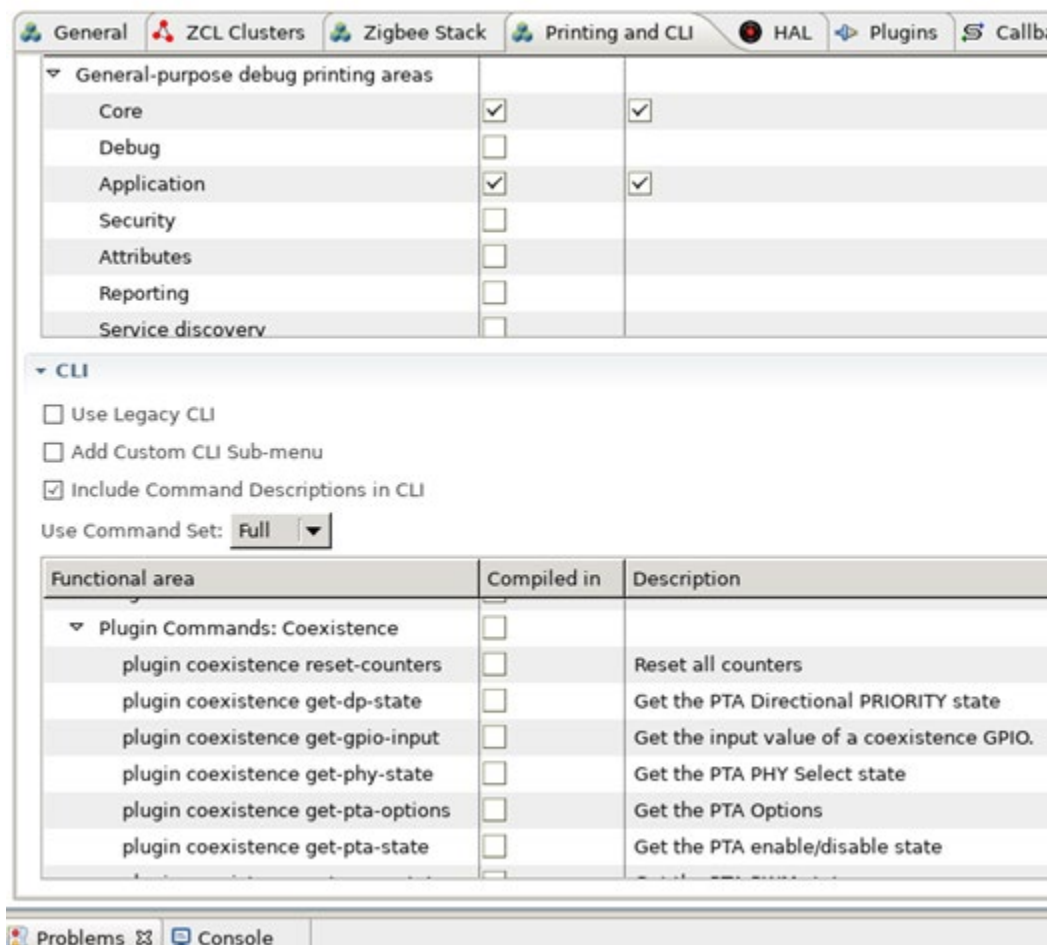 General ZCL Clusters Zigbee Stack Printing and CLI HAL Plugins Callba
General-purpose debug printing areas
Core
Debug
Application
Security
Attributes
Reporting
Service discovery
CLI
Use Legacy CLI
Add Custom CLI Sub-menu
Include Command Descriptions in CLI
Use Command Set: Full
Functional area Compiled in Description
Plugin Commands: Coexistence
plugin coexistence reset-counters Reset all counters
plugin coexistence get-dp-state Get the PTA Directional PRIORITY state
plugin coexistence get-gpio-input Get the input value of a coexistence GPIO.
plugin coexistence get-phy-state Get the PTA PHY Select state
plugin coexistence get-pta-options Get the PTA Options
plugin coexistence get-pta-state Get the PTA enable/disable state
Problems Console